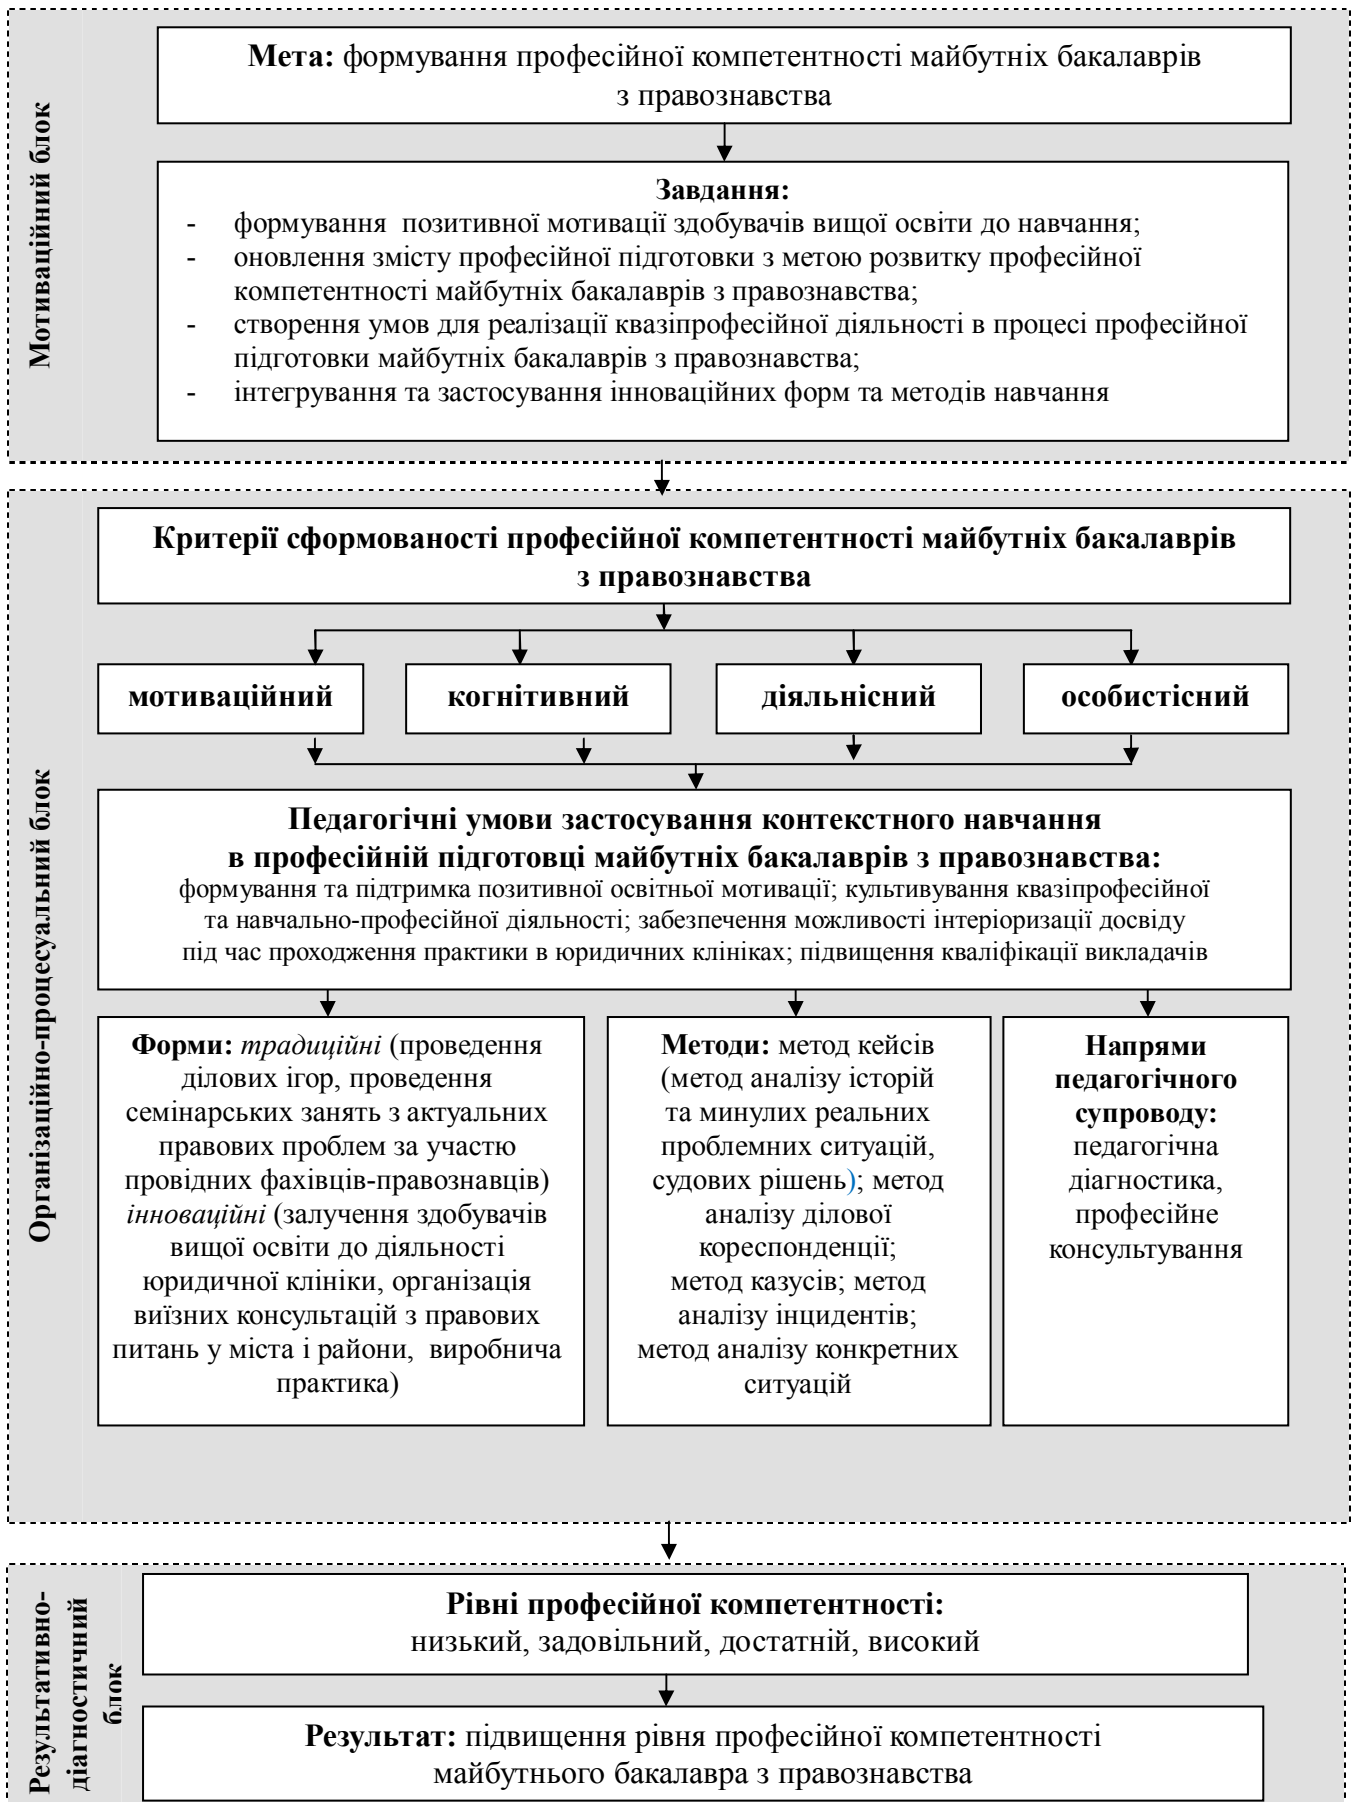 Мотиваційний блок
Мета: формування професійної компетентності майбутніх бакалаврів
з правознавства
Завдання:
- формування позитивної мотивації здобувачів вищої освіти до навчання;
- оновлення змісту професійної підготовки з метою розвитку професійної
компетентності майбутніх бакалаврів з правознавства;
- створення умов для реалізації квазіпрофесійної діяльності в процесі професійної
підготовки майбутніх бакалаврів з правознавства;
- інтегрування та застосування інноваційних форм та методів навчання
Організаційно-процесуальний блок
Критерії сформованості професійної компетентності майбутніх бакалаврів
з правознавства
мотиваційний
когнітивний
діяльнісний
особистісний
Педагогічні умови застосування контекстного навчання
в професійній підготовці майбутніх бакалаврів з правознавства:
формування та підтримка позитивної освітньої мотивації; культивування квазіпрофесійної
та навчально-професійної діяльності; забезпечення можливості інтеріоризації досвіду
під час проходження практики в юридичних клініках; підвищення кваліфікації викладачів
Форми: традиційні (проведення
ділових ігор, проведення
семінарських занять з актуальних
правових проблем за участю
провідних фахівців-правознавців)
інноваційні (залучення здобувачів
вищої освіти до діяльності
юридичної клініки, організація
виїзних консультацій з правових
питань у міста і райони, виробнича
практика)
Методи: метод кейсів
(метод аналізу історій
та минулих реальних
проблемних ситуацій,
судових рішень); метод
аналізу ділової
кореспонденції;
метод казусів; метод
аналізу інцидентів;
метод аналізу конкретних
ситуацій
Напрями
педагогічного
супроводу:
педагогічна
діагностика,
професійне
консультування
Результативно-
діагностичний
блок
Рівні професійної компетентності:
низький, задовільний, достатній, високий
Результат: підвищення рівня професійної компетентності
майбутнього бакалавра з правознавства